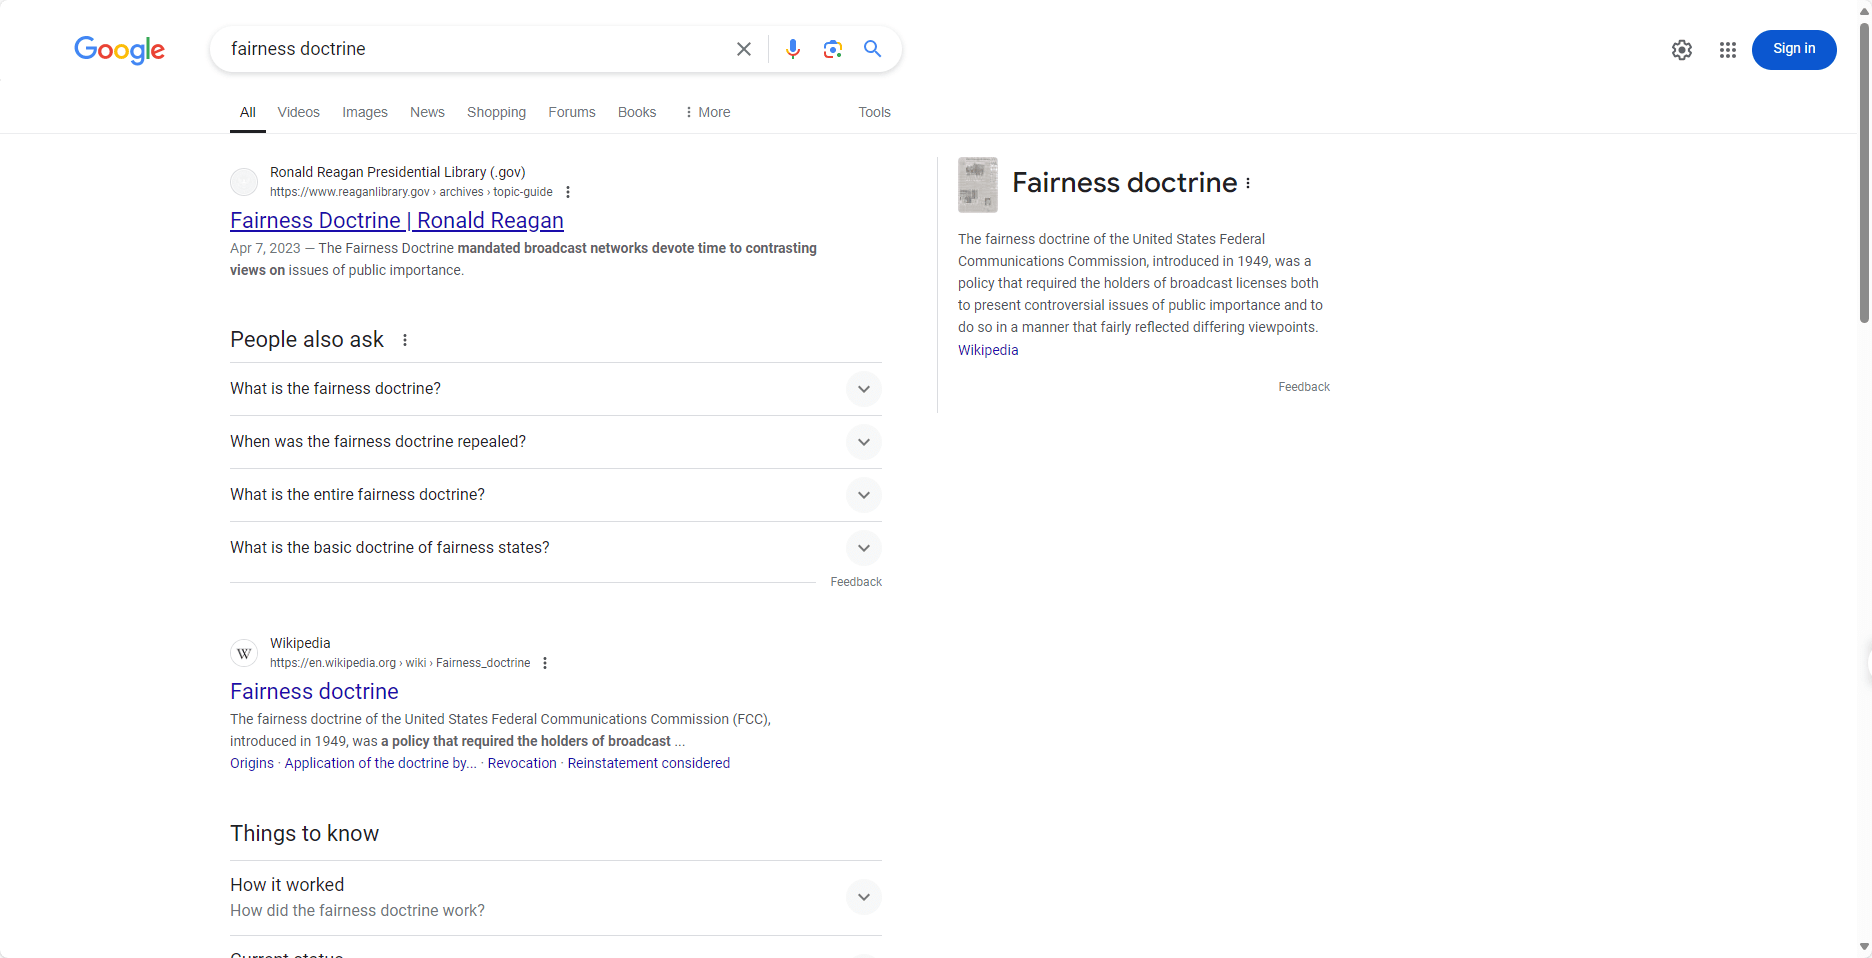 Google
fairness doctrine
Sign in
All Videos Images News Shopping Forums Books More Tools
Ronald Reagan Presidential Library (.gov)
https://www.reaganlibrary.gov › archives › topic-guide
Fairness Doctrine | Ronald Reagan
Apr 7, 2023 — The Fairness Doctrine mandated broadcast networks devote time to contrasting
views on issues of public importance.
People also ask
What is the fairness doctrine?
When was the fairness doctrine repealed?
What is the entire fairness doctrine?
What is the basic doctrine of fairness states?
Feedback
W
Wikipedia
https://en.wikipedia.org › wiki › Fairness_doctrine
Fairness doctrine
The fairness doctrine of the United States Federal Communications Commission (FCC),
introduced in 1949, was a policy that required the holders of broadcast ...
Origins · Application of the doctrine by... · Revocation · Reinstatement considered
Things to know
How it worked
How did the fairness doctrine work?
Current status
Fairness doctrine
The fairness doctrine of the United States Federal
Communications Commission, introduced in 1949, was a
policy that required the holders of broadcast licenses both
to present controversial issues of public importance and to
do so in a manner that fairly reflected differing viewpoints.
Wikipedia
Feedback